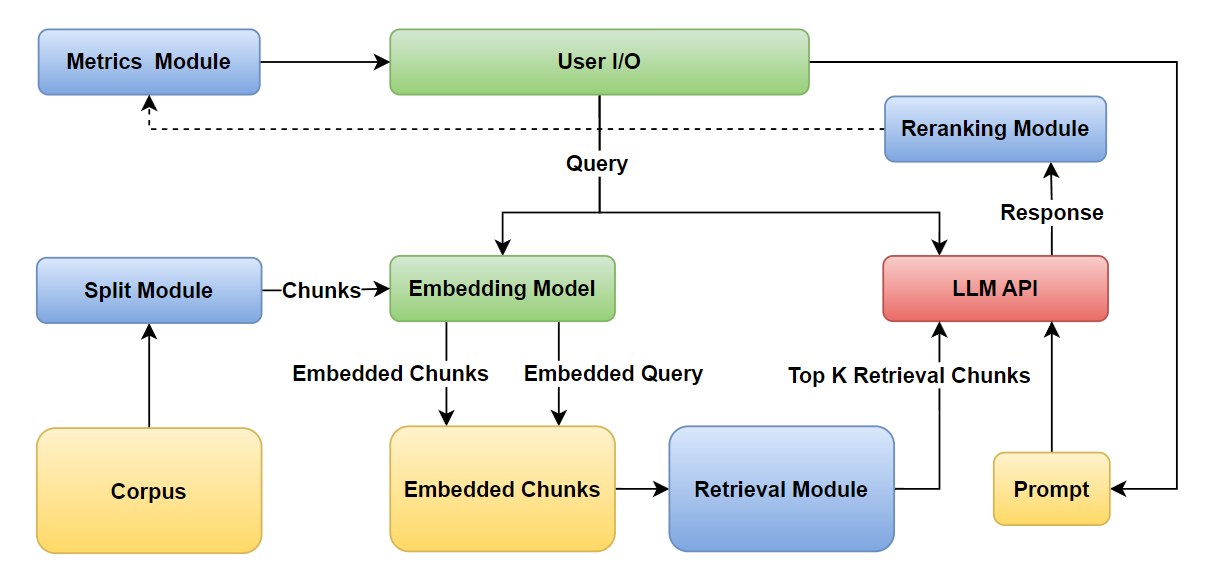 Metrics  Module
User I/O
Reranking Module
Query
Response
Split Module
Chunks
Embedding Model
LLM API
Embedded Chunks
Embedded Query
Top K Retrieval Chunks
Corpus
Embedded Chunks
Retrieval Module
Prompt